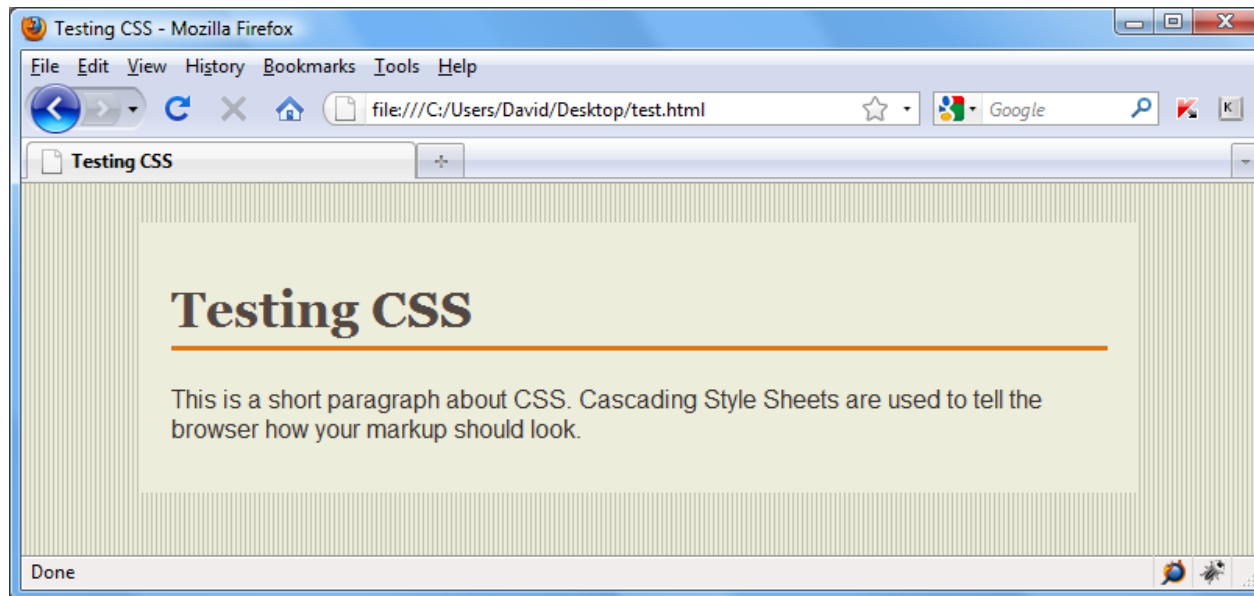 Testing CSS - Mozilla Firefox
File Edit View History Bookmarks Tools Help
file:///C:/Users/David/Desktop/test.html Google K
Testing CSS
Testing CSS
This is a short paragraph about CSS. Cascading Style Sheets are used to tell the
browser how your markup should look.
Done